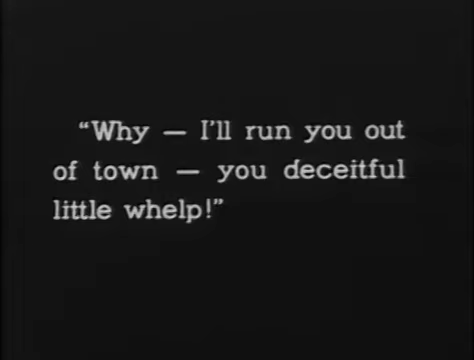 “Why — I’ll run you out
of town — you deceitful
little whelp!”